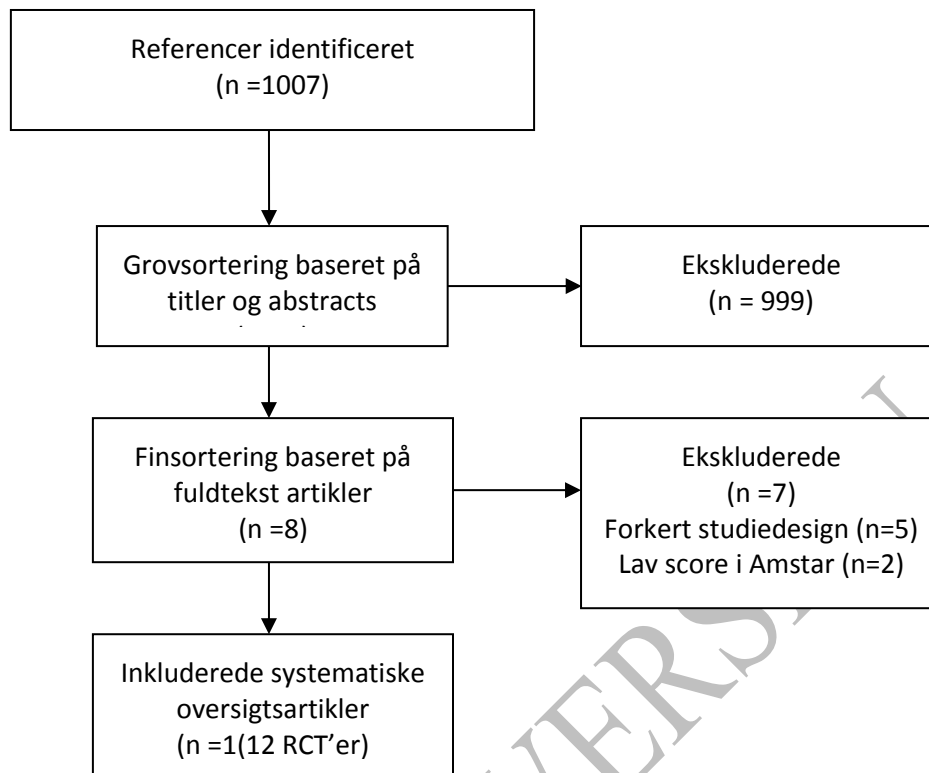 Referencer identificeret
(n =1007)
Grovsortering baseret på
titler og abstracts
Ekskluderede
(n = 999)
Finsortering baseret på
fuldtekst artikler
(n =8)
Ekskluderede
(n =7)
Forkert studiedesign (n=5)
Lav score i Amstar (n=2)
Inkluderede systematiske
oversigtsartikler
(n =1(12 RCT’er)